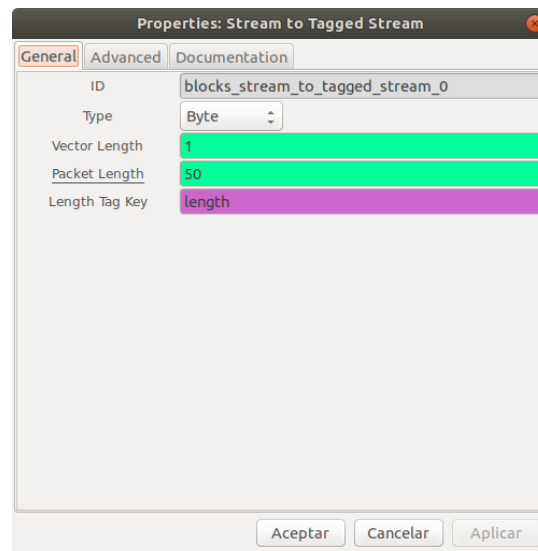 Properties: Stream to Tagged Stream
General Advanced Documentation
ID blocks_stream_to_tagged_stream_0
Type Byte
Vector Length 1
Packet Length 50
Length Tag Key length
Aceptar Cancelar Aplicar